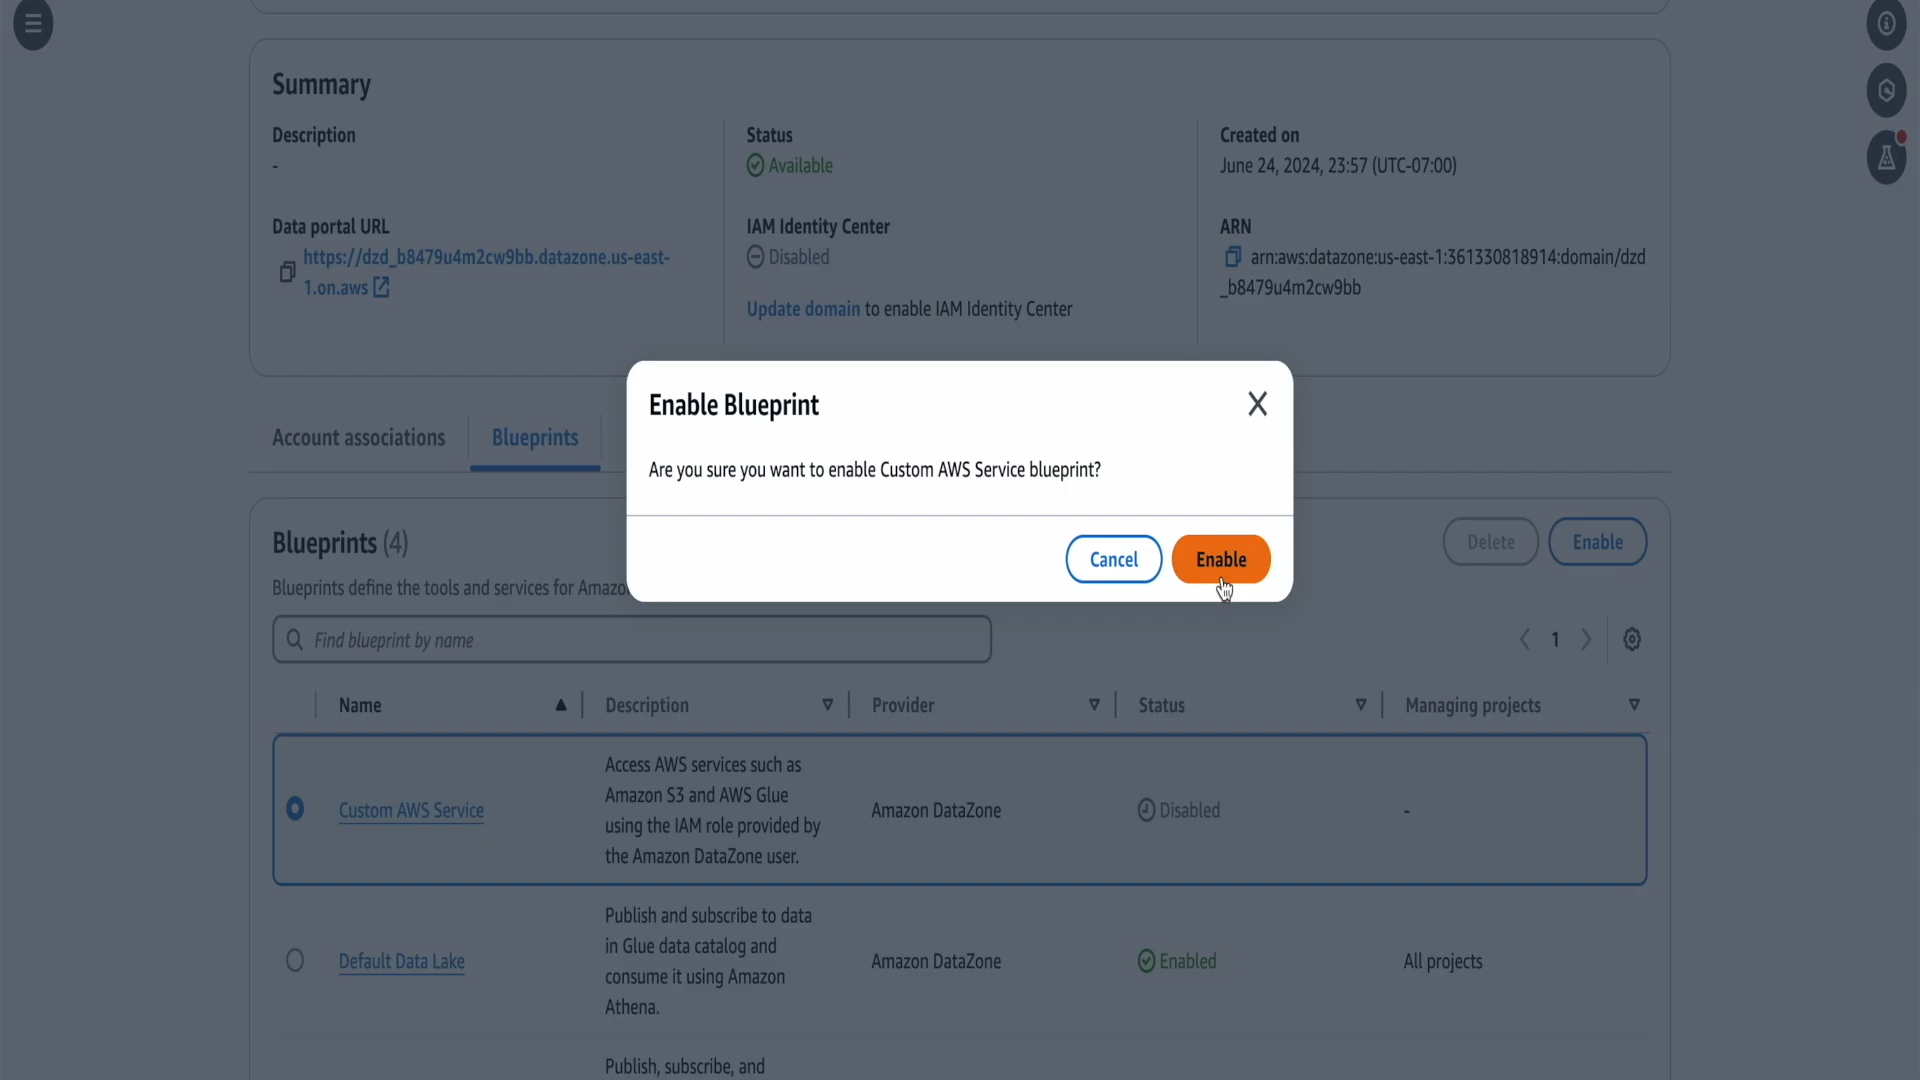 Summary
Description
-
Data portal URL
https://dzd_b8479u4m2cw9bb.datazone.us-east-
1.on.aws
Status
Available
IAM Identity Center
Disabled
Update domain to enable IAM Identity Center
Created on
June 24, 2024, 23:57 (UTC-07:00)
ARN
arn:aws:datazone:us-east-1:361330818914:domain/dzd
_b8479u4m2cw9bb
Account associations
Blueprints
Enable Blueprint
X
Are you sure you want to enable Custom AWS Service blueprint?
Cancel
Enable
Blueprints (4)
Delete
Enable
Blueprints define the tools and services for Amazo
Find blueprint by name
1
Name
Description
Provider
Status
Managing projects
Custom AWS Service
Access AWS services such as
Amazon S3 and AWS Glue
using the IAM role provided by
the Amazon DataZone user.
Amazon DataZone
Disabled
-
Default Data Lake
Publish and subscribe to data
in Glue data catalog and
consume it using Amazon
Athena.
Amazon DataZone
Enabled
All projects
Publish, subscribe, and